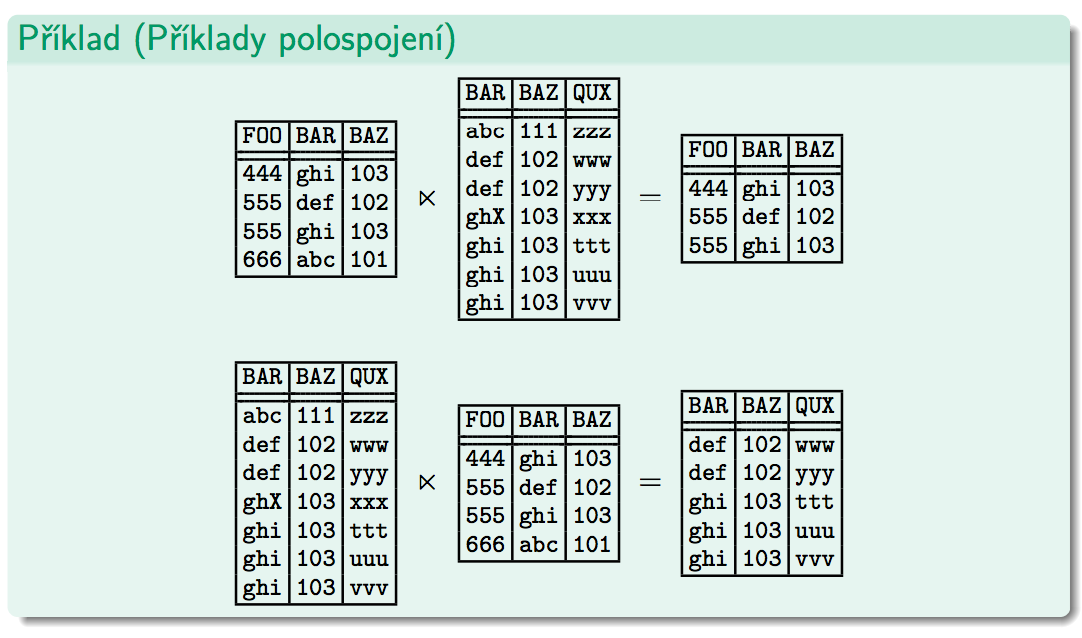 Příklad (Příklady polospojení)
FOO BAR BAZ
444 ghi 103
555 def 102
555 ghi 103
666 abc 101
⋉
BAR BAZ QUX
abc 111 zzz
def 102 www
def 102 yyy
ghX 103 xxx
ghi 103 ttt
ghi 103 uuu
ghi 103 vvv
=
FOO BAR BAZ
444 ghi 103
555 def 102
555 ghi 103
BAR BAZ QUX
abc 111 zzz
def 102 www
def 102 yyy
ghX 103 xxx
ghi 103 ttt
ghi 103 uuu
ghi 103 vvv
⋉
FOO BAR BAZ
444 ghi 103
555 def 102
555 ghi 103
666 abc 101
=
BAR BAZ QUX
def 102 www
def 102 yyy
ghi 103 ttt
ghi 103 uuu
ghi 103 vvv